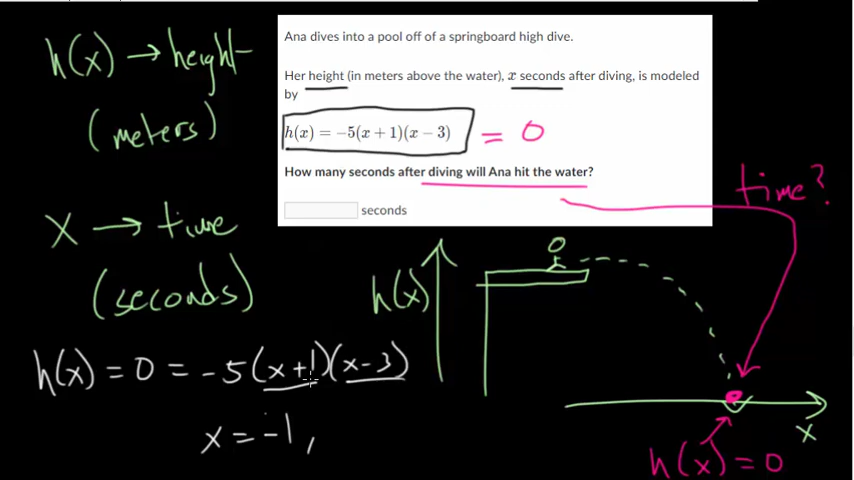 h(x) → height
(meters)
x → time
(seconds)
Ana dives into a pool off of a springboard high dive.
Her height (in meters above the water), x seconds after diving, is modeled
by
h(x) = −5(x + 1)(x − 3) = 0
How many seconds after diving will Ana hit the water?
seconds
time?
h(x)
h(x) = 0 = -5(x+1)(x-3)
x = -1,
x
h(x) = 0